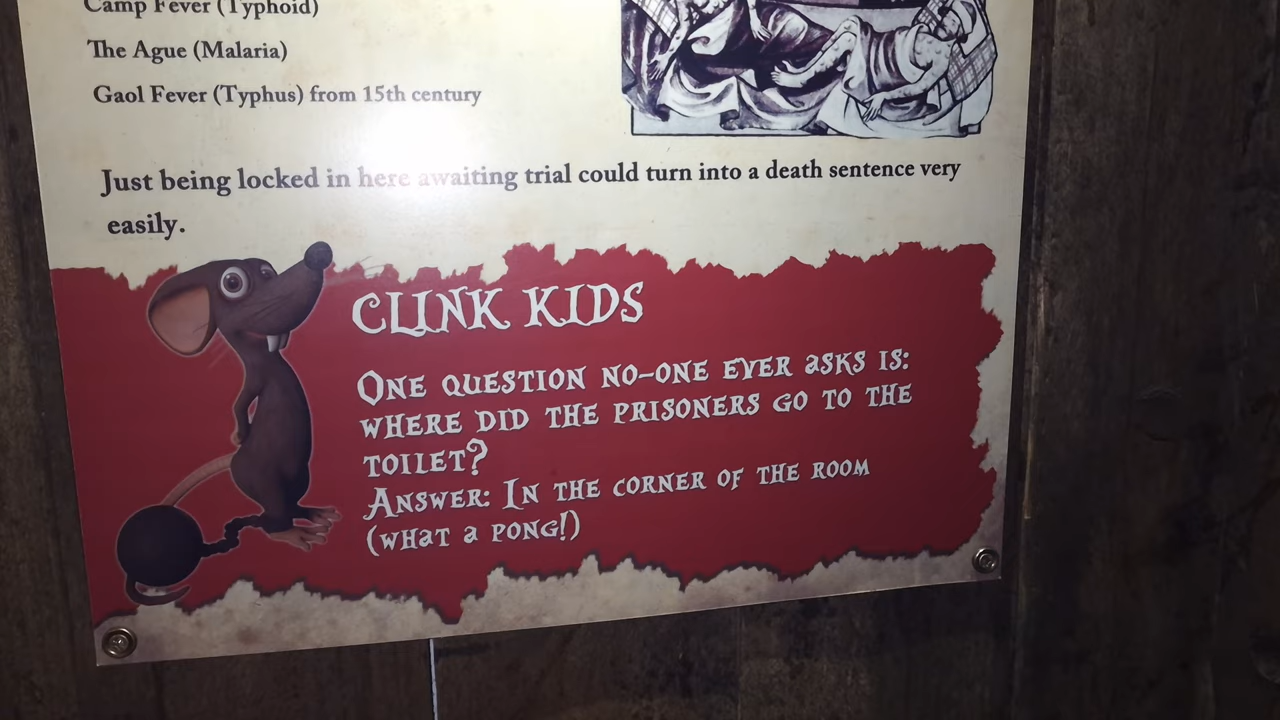 Camp Fever (Typhoid)
The Ague (Malaria)
Gaol Fever (Typhus) from 15th century
Just being locked in here awaiting trial could turn into a death sentence very
easily.
CLINK KIDS
One question no-one ever asks is:
where did the prisoners go to the
toilet?
Answer: In the corner of the room
(what a pong!)